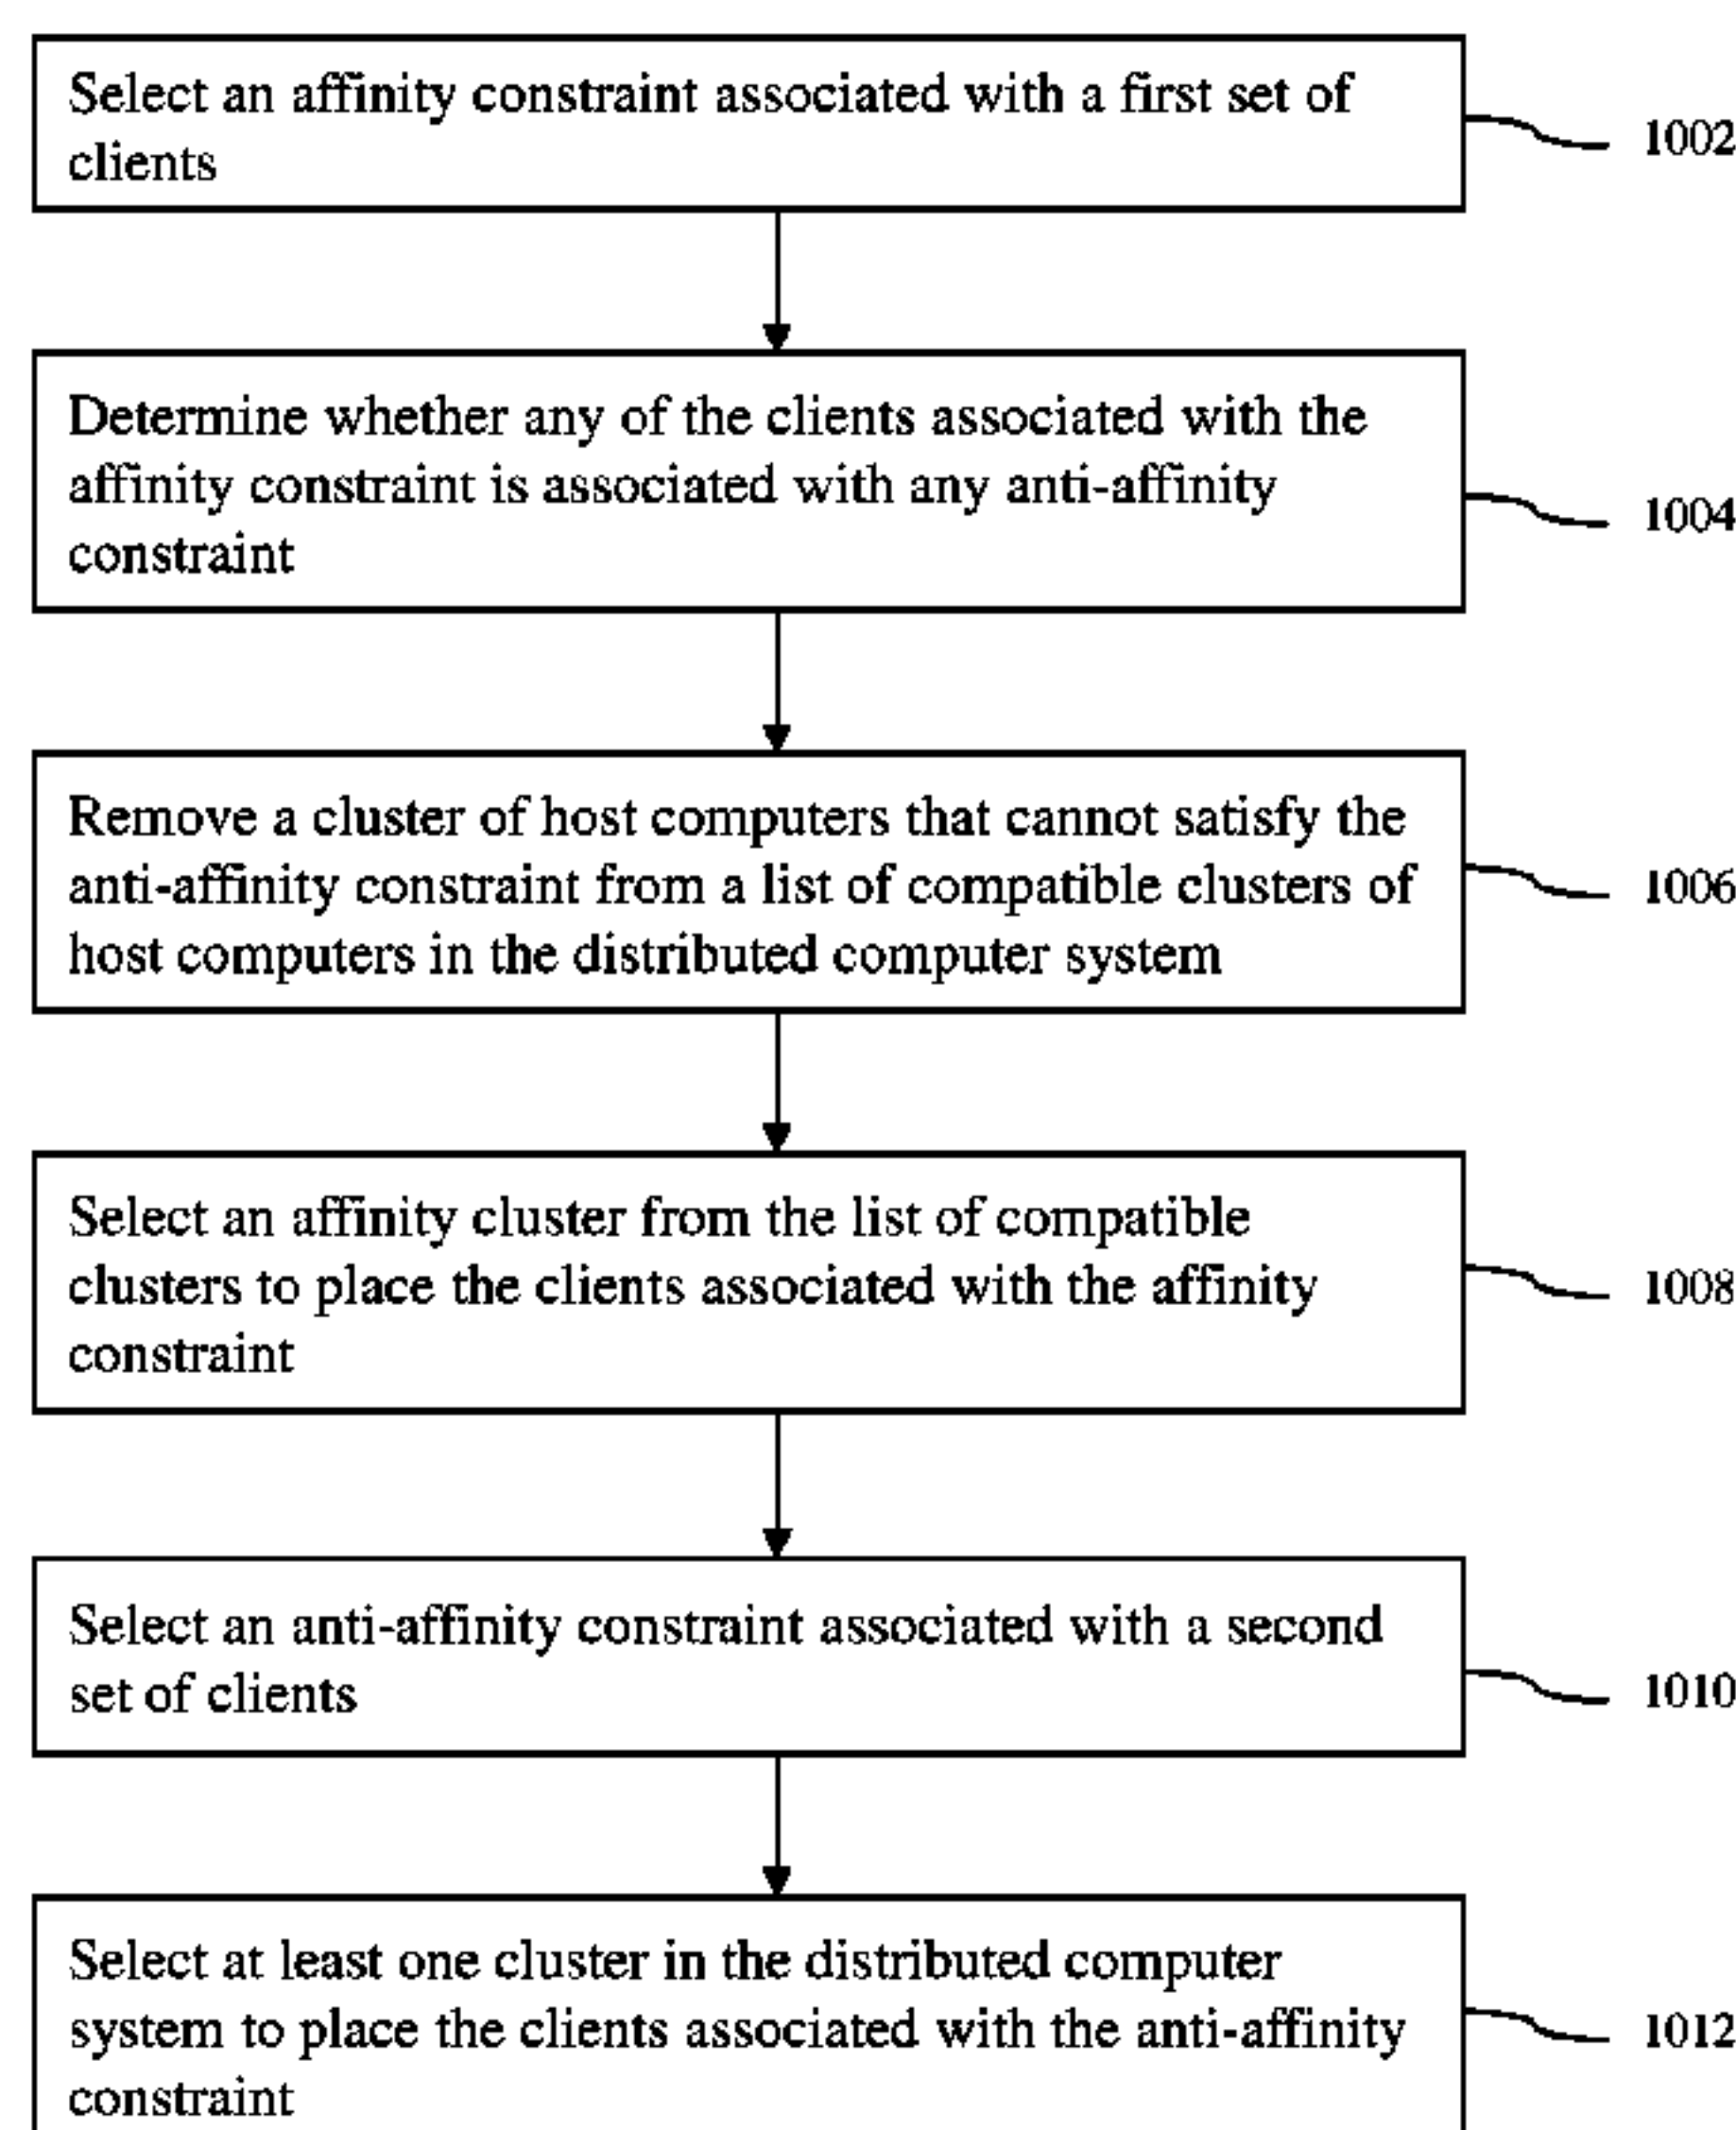 Select an affinity constraint associated with a first set of
clients
1002
Determine whether any of the clients associated with the
affinity constraint is associated with any anti-affinity
constraint
1004
Remove a cluster of host computers that cannot satisfy the
anti-affinity constraint from a list of compatible clusters of
host computers in the distributed computer system
1006
Select an affinity cluster from the list of compatible
clusters to place the clients associated with the affinity
constraint
1008
Select an anti-affinity constraint associated with a second
set of clients
1010
Select at least one cluster in the distributed computer
system to place the clients associated with the anti-affinity
constraint
1012